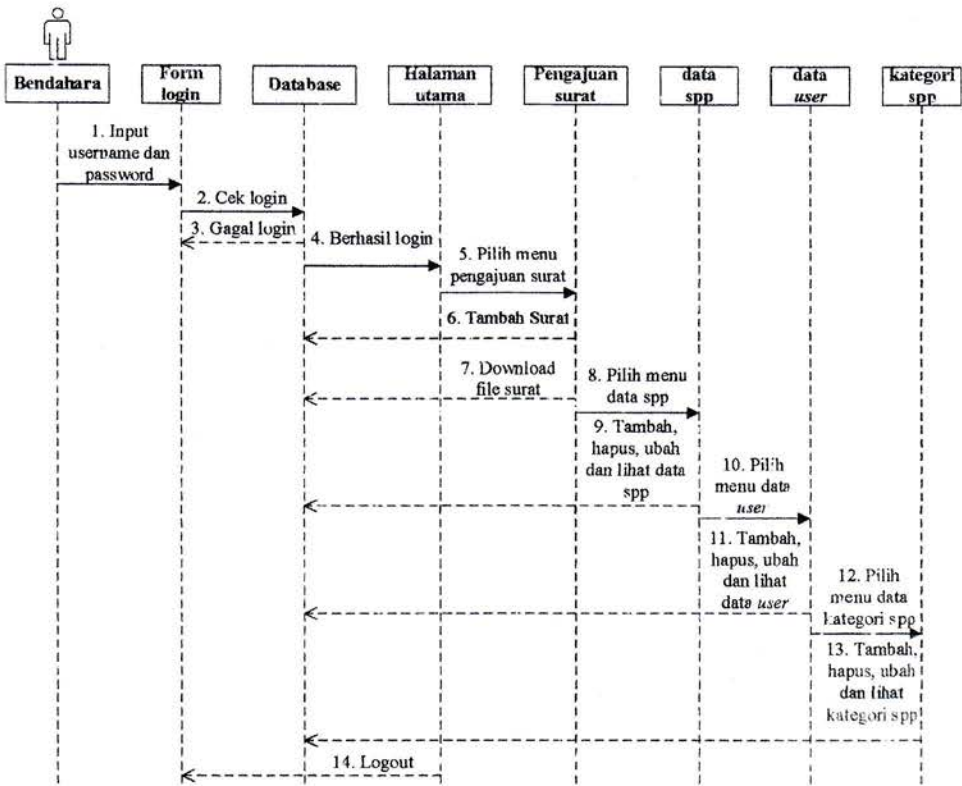 Bendahara
Form
login
Database
Halaman
utama
Pengajuan
surat
data
spp
data
user
kategori
spp
1. Input
username dan
password
2. Cek login
3. Gagal login
4. Berhasil login
5. Pilih menu
pengajuan surat
6. Tambah Surat
7. Download
file surat
8. Pilih menu
data spp
9. Tambah,
hapus, ubah
dan lihat data
spp
10. Pilih
menu data
user
11. Tambah,
hapus, ubah
dan lihat
data user
12. Pilih
menu data
kategori spp
13. Tambah,
hapus, ubah
dan lihat
kategori spp
14. Logout